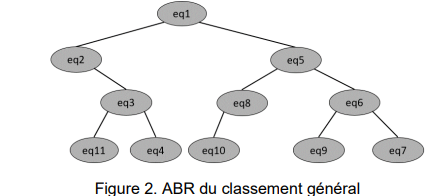 eq1
eq2 eq5
eq3 eq8 eq6
eq11 eq4 eq10 eq9 eq7
Figure 2. ABR du classement général